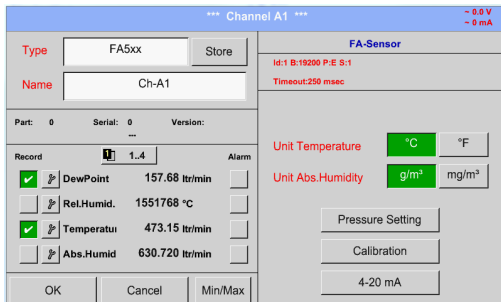 *** Channel A1 ***
~ 0.0 V
~ 0 mA
Type
FA5xx
Store
Name
Ch-A1
Part: 0 Serial: 0 Version:
---
Record
1
1..4
Alarm
DewPoint 157.68 ltr/min
Rel.Humid. 1551768 °C
Temperatur 473.15 ltr/min
Abs.Humid 630.720 ltr/min
OK
Cancel
Min/Max
FA-Sensor
Id:1 B:19200 P:E S:1
Timeout:250 msec
Unit Temperature °C °F
Unit Abs.Humidity g/m³ mg/m³
Pressure Setting
Calibration
4-20 mA